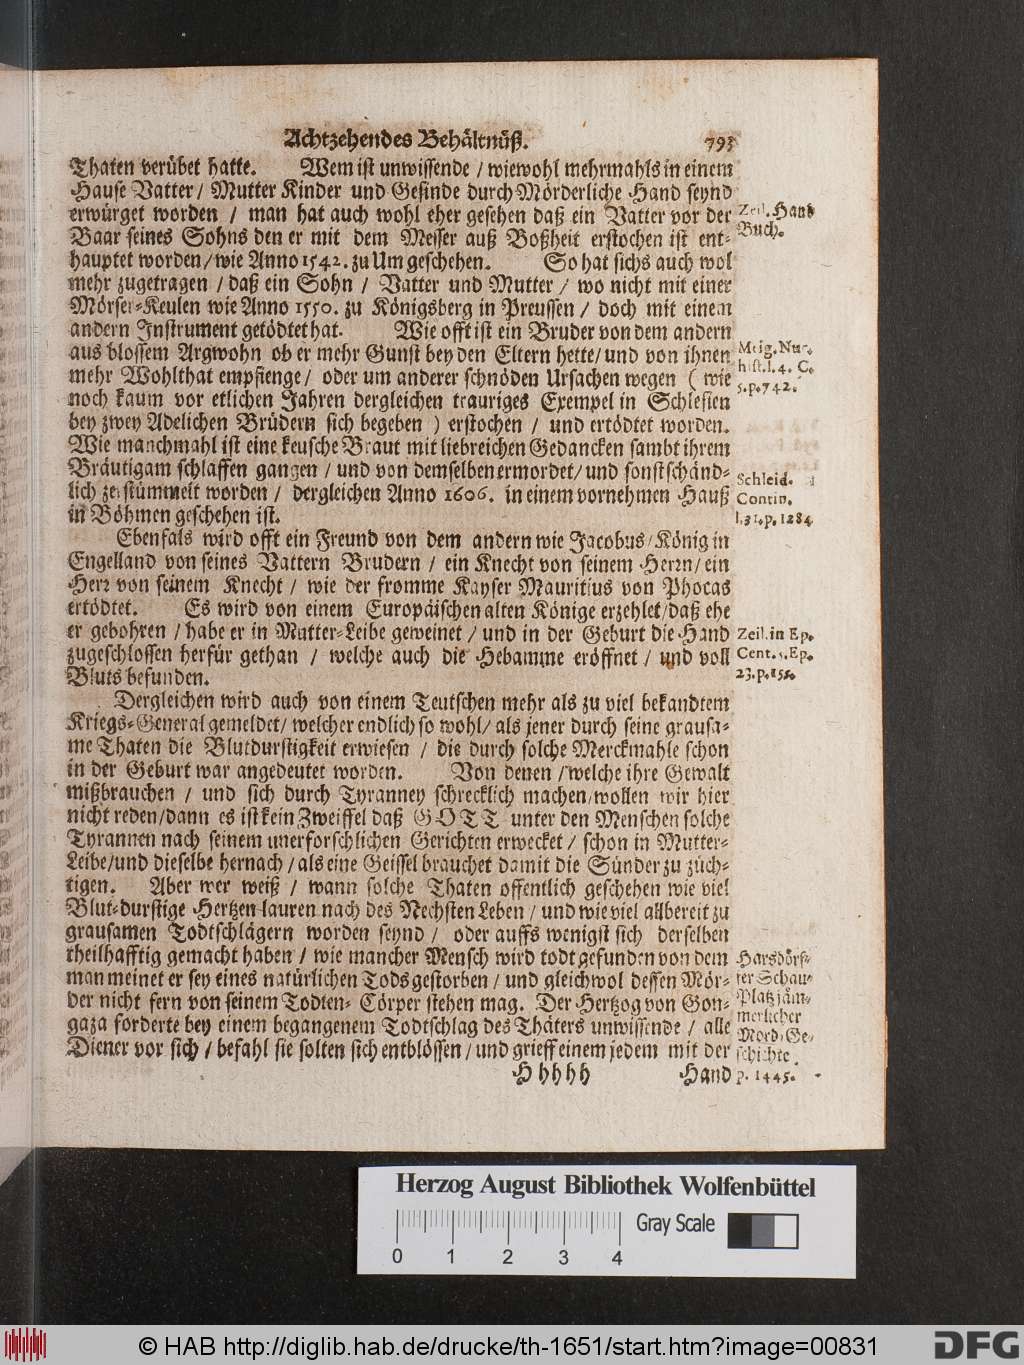 Achtzehendes Behältnüß. 793
Thaten verübet hatte. Wem ist unwissende / wiewohl mehrmahls in einem
Hause Vatter / Mutter Kinder und Gesinde durch Mörderliche Hand seynd
erwürget worden / man hat auch wohl eher gesehen daß ein Vatter vor der
Baar seines Sohns den er mit dem Messer auß Boßheit erstochen ist ent-
hauptet worden / wie Anno 1542. zu Um geschehen. So hat sichs auch wol
mehr zugetragen / daß ein Sohn / Vatter und Mutter / wo nicht mit einer
Mörser-Keulen wie Anno 1550. zu Königsberg in Preussen / doch mit einem
andern Instrument getödtet hat. Wie offt ist ein Bruder von dem andern
aus blossem Argwohn ob er mehr Gunst bey den Eltern hette / und von ihnen
mehr Wohlthat empfienge / oder um anderer schnöden Ursachen wegen ( wie
noch kaum vor etlichen Jahren dergleichen trauriges Exempel in Schlesien
bey zwey Adelichen Brüdern sich begeben ) erstochen / und ertödtet worden.
Wie manchmahl ist eine keusche Braut mit liebreichen Gedancken sambt ihrem
Bräutigam schlaffen gangen / und von demselben ermordet / und sonst schänd-
lich zerstümmelt worden / dergleichen Anno 1606. in einem vornehmen Hauß
in Böhmen geschehen ist.
Ebenfals wird offt ein Freund von dem andern wie Jacobus / König in
Engelland von seines Vattern Brudern / ein Knecht von seinem Herrn / ein
Herr von seinem Knecht / wie der fromme Kayser Mauritius von Phocas
ertödtet. Es wird von einem Europäischen alten Könige erzehlet / daß ehe
er gebohren / habe er in Mutter-Leibe geweinet / und in der Geburt die Hand
zugeschlossen herfür gethan / welche auch die Hebamme eröffnet / und voll
Bluts befunden.
Dergleichen wird auch von einem Teutschen mehr als zu viel bekandtem
Kriegs-General gemeldet / welcher endlich so wohl / als jener durch seine grausa-
me Thaten die Blutdurstigkeit erwiesen / die durch solche Merckmahle schon
in der Geburt war angedeutet worden. Von denen / welche ihre Gewalt
mißbrauchen / und sich durch Tyranney schrecklich machen / wollen wir hier
nicht reden / dann es ist kein Zweiffel daß GOTT unter den Menschen solche
Tyrannen nach seinem unerforschlichen Gerichten erwecket / schon in Mutter-
Leibe / und dieselbe hernach / als eine Geissel brauchet damit die Sünder zu züch-
tigen. Aber wer weiß / wann solche Thaten offentlich geschehen wie viel
Blut-durstige Hertzen lauren nach des Nechsten Leben / und wie viel allbereit zu
grausamen Todtschlägern worden seynd / oder auffs wenigst sich derselben
theilhafftig gemacht haben / wie mancher Mensch wird todt gefunden von dem
man meinet er sey eines natürlichen Tods gestorben / und gleichwol dessen Mör-
der nicht fern von seinem Todten-Cörper stehen mag. Der Hertzog von Gon-
gaza forderte bey einem begangenem Todtschlag des Thäters unwissende / alle
Diener vor sich / befahl sie solten sich entblössen / und grieff einem jedem mit der
Hhhhh Hand
Zeil. Hand
Buch.
Meig. Nur.
hist. l. 4. C.
5. p. 742.
Schleid.
Contin.
l. 31. p. 1284
Zeil. in Ep.
Cent. 5. Ep.
23. p. 155.
Harsdörf-
fer Schau-
Platz jäm-
merlicher
Mord-Ge-
schichte
p. 1445.
Herzog August Bibliothek Wolfenbüttel
Gray Scale
0 1 2 3 4
© HAB http://diglib.hab.de/drucke/th-1651/start.htm?image=00831
DFG